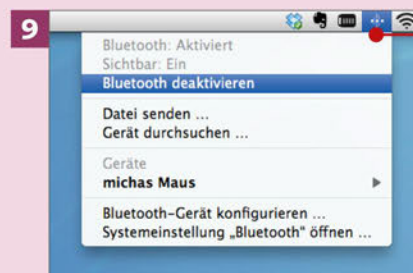 9
Bluetooth: Aktiviert
Sichtbar: Ein
Bluetooth deaktivieren
Datei senden ...
Gerät durchsuchen ...
Geräte
michas Maus
Bluetooth-Gerät konfigurieren ...
Systemeinstellung „Bluetooth“ öffnen ...